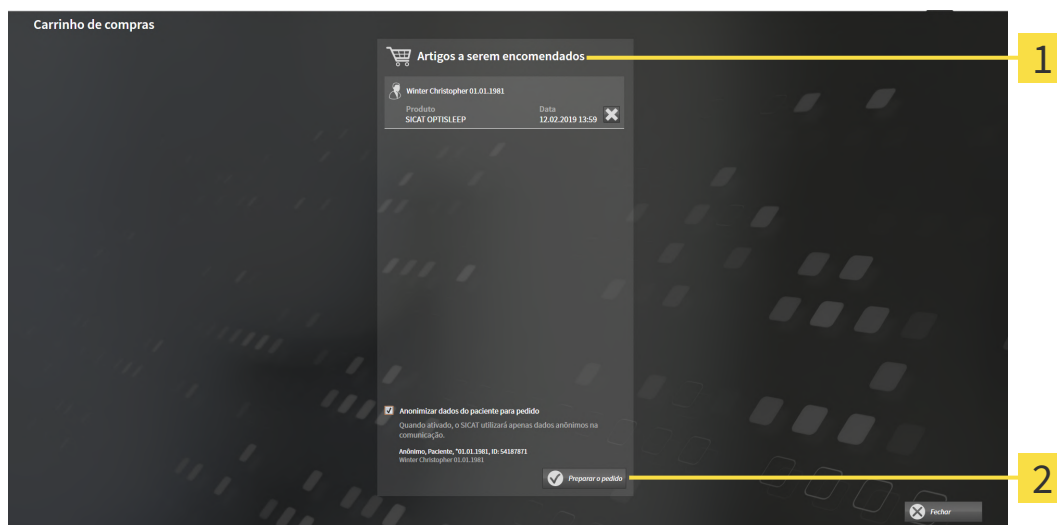 Carrinho de compras
Artigos a serem encomendados
1
Winter Christopher 01.01.1981
Produto Data
SICAT OPTISLEEP 12.02.2019 13:59
Anonimizar dados do paciente para pedido
Quando ativado, o SICAT utilizará apenas dados anônimos na
comunicação.
Anônimo, Paciente, *01.01.1981, ID: 54187871
Winter Christopher 01.01.1981
Preparar o pedido
2
Fechar